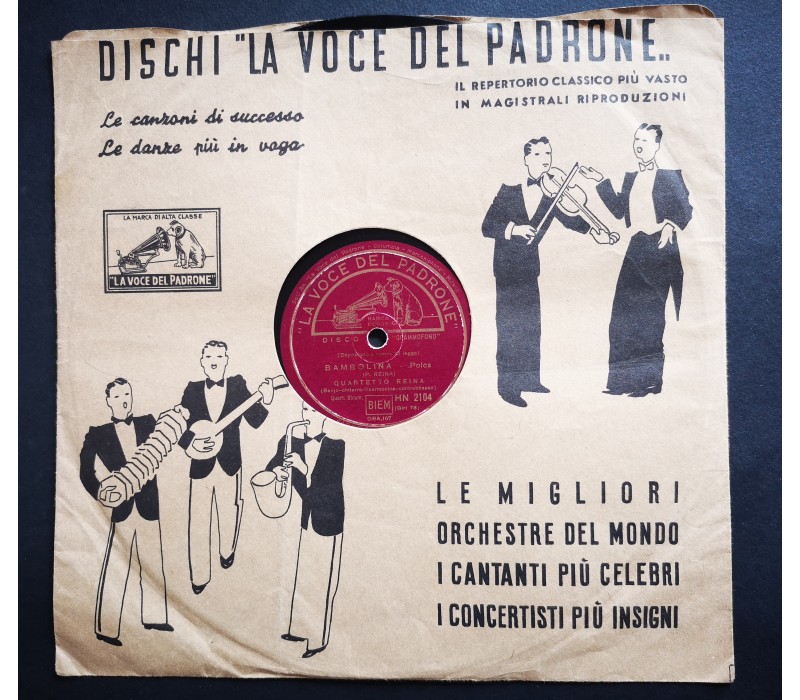 DISCHI "LA VOCE DEL PADRONE„
IL REPERTORIO CLASSICO PIÙ VASTO
IN MAGISTRALI RIPRODUZIONI
Le canzoni di successo
Le danze più in voga
LA MARCA DI ALTA CLASSE
"LA VOCE DEL PADRONE"
"LA VOCE DEL PADRONE"
DISCO GRAMMOFONO"
BAMBOLINA - Polca
(P. REINA)
QUARTETTO REINA
BIEM
HN 2104
LE MIGLIORI
ORCHESTRE DEL MONDO
I CANTANTI PIÙ CELEBRI
I CONCERTISTI PIÙ INSIGNI